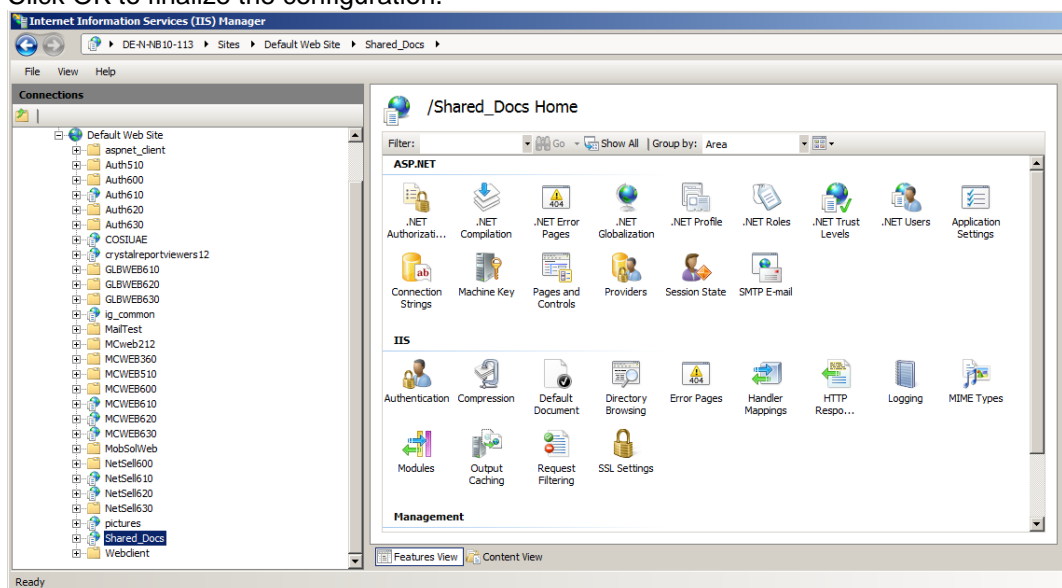 Click OK to finalize the configuration.
Internet Information Services (IIS) Manager
DE-N-NB10-113 Sites Default Web Site Shared_Docs
File View Help
Connections
Default Web Site
aspnet_client
Auth510
Auth600
Auth610
Auth620
Auth630
COSIUAE
crystalreportviewers12
GLBWEB610
GLBWEB620
GLBWEB630
ig_common
MailTest
MCweb212
MCWEB360
MCWEB510
MCWEB600
MCWEB610
MCWEB620
MCWEB630
MobSolWeb
NetSell600
NetSell610
NetSell620
NetSell630
pictures
Shared_Docs
Webclient
/Shared_Docs Home
Filter: Go Show All Group by: Area
ASP.NET
.NET Authorizati...
.NET Compilation
.NET Error Pages
.NET Globalization
.NET Profile
.NET Roles
.NET Trust Levels
.NET Users
Application Settings
Connection Strings
Machine Key
Pages and Controls
Providers
Session State
SMTP E-mail
IIS
Authentication
Compression
Default Document
Directory Browsing
Error Pages
Handler Mappings
HTTP Respo...
Logging
MIME Types
Modules
Output Caching
Request Filtering
SSL Settings
Management
Features View Content View
Ready